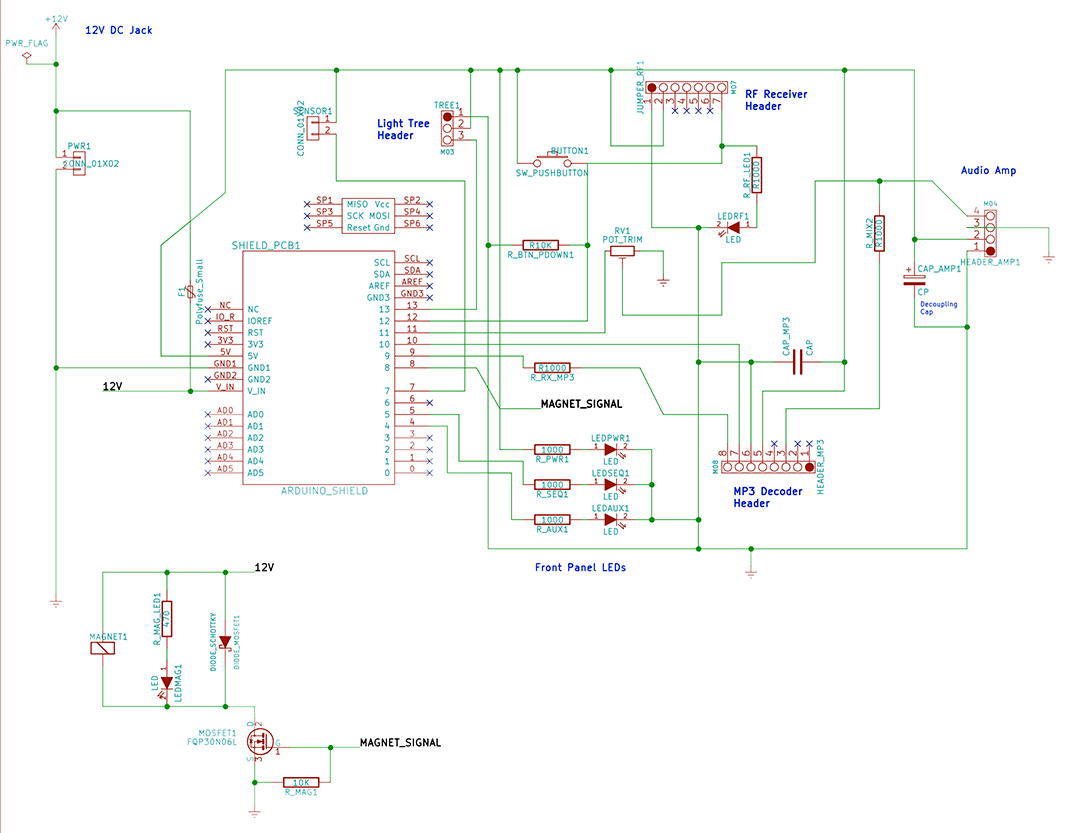 +12V
12V DC Jack
PWR_FLAG
PWR1
CONN_01X02
1
2
F1
Polyfuse_Small
12V
SENSOR1
CONN_01X02
1
2
Light Tree
Header
TREE1
1
2
3
M03
JUMPER_RF1
M07
1 2 3 4 5 6 7
RF Receiver
Header
BUTTON1
SW_PUSHBUTTON
R_RF_LED1
R1000
LEDRF1
2 1
LED
Audio Amp
M04
4
3
2
1
HEADER_AMP1
R_MIX2
R1000
CAP_AMP1
+
CP
Decoupling
Cap
RV1
POT_TRIM
R10K
R_BTN_PDOWN1
SP1 MISO Vcc SP2
SP3 SCK MOSI SP4
SP5 Reset Gnd SP6
SHIELD_PCB1
SCL SCL
SDA SDA
AREF AREF
GND3 GND3
NC NC 13 13
IO_R IOREF 12 12
RST RST 11 11
3V3 3V3 10 10
5V 5V 9 9
GND1 GND1 8 8
GND2 GND2
V_IN V_IN 7 7
6 6
AD0 AD0 5 5
AD1 AD1 4 4
AD2 AD2 3 3
AD3 AD3 2 2
AD4 AD4 1 1
AD5 AD5 0 0
ARDUINO_SHIELD
R1000
R_RX_MP3
MAGNET_SIGNAL
CAP_MP3
CAP
1000
R_PWR1
LEDPWR1
1 2
LED
1000
R_SEQ1
LEDSEQ1
1 2
LED
1000
R_AUX1
LEDAUX1
1 2
LED
Front Panel LEDs
M08
8 7 6 5 4 3 2 1
HEADER_MP3
MP3 Decoder
Header
12V
MAGNET1
R_MAG_LED1
470
LED
LEDMAG1
1
2
DIODE_SCHOTTKY
DIODE_MOSFET1
MOSFET1
FQP30N06L
D
2
G
1
S
3
MAGNET_SIGNAL
10K
R_MAG1